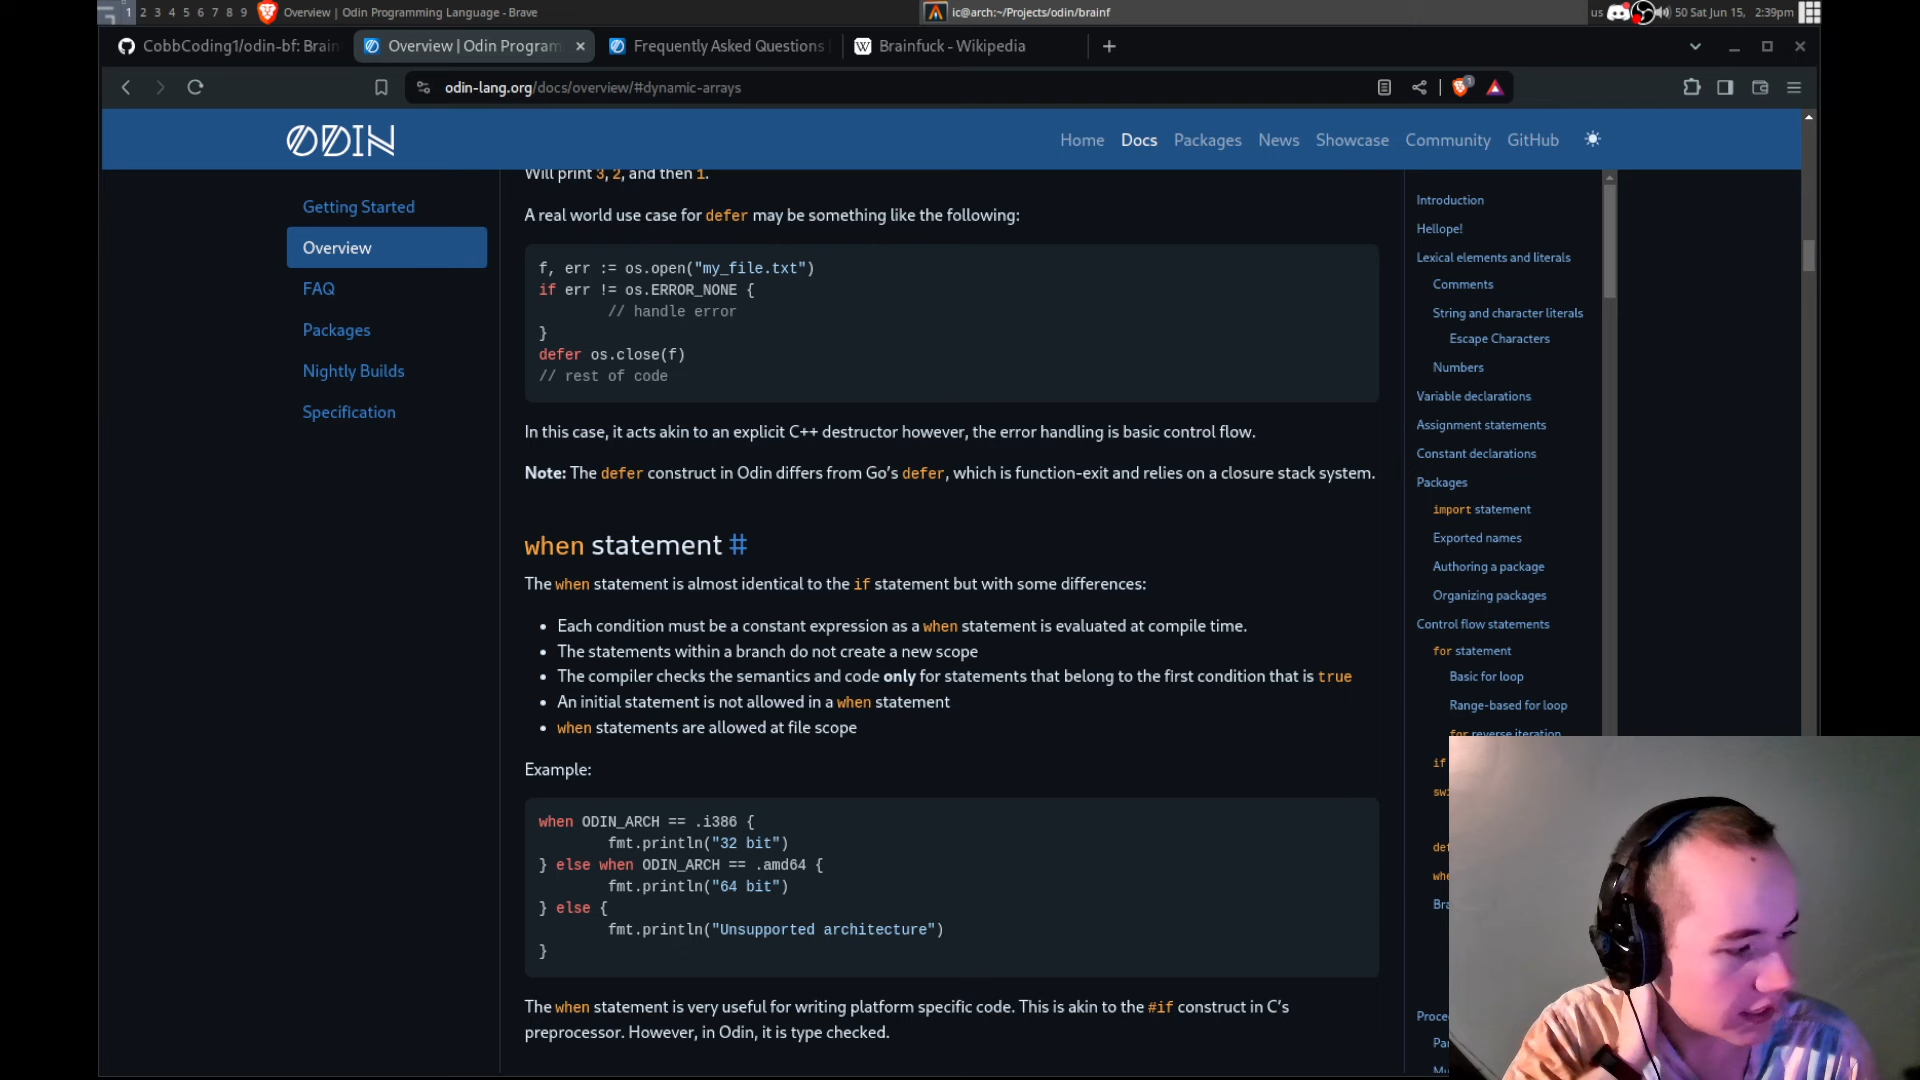 1 2 3 4 5 6 7 8 9 Overview | Odin Programming Language - Brave
ic@arch:~/Projects/odin/brainf
us 50 Sat Jun 15, 2:39pm
CobbCoding1/odin-bf: Brain
Overview | Odin Program
Frequently Asked Questions
Brainfuck - Wikipedia
odin-lang.org/docs/overview/#dynamic-arrays
1
ODIN
Home Docs Packages News Showcase Community GitHub
Getting Started
Overview
FAQ
Packages
Nightly Builds
Specification
Will print 3, 2, and then 1.
A real world use case for defer may be something like the following:
f, err := os.open("my_file.txt")
if err != os.ERROR_NONE {
// handle error
}
defer os.close(f)
// rest of code
In this case, it acts akin to an explicit C++ destructor however, the error handling is basic control flow.
Note: The defer construct in Odin differs from Go's defer, which is function-exit and relies on a closure stack system.
when statement #
The when statement is almost identical to the if statement but with some differences:
• Each condition must be a constant expression as a when statement is evaluated at compile time.
• The statements within a branch do not create a new scope
• The compiler checks the semantics and code only for statements that belong to the first condition that is true
• An initial statement is not allowed in a when statement
• when statements are allowed at file scope
Example:
when ODIN_ARCH == .i386 {
fmt.println("32 bit")
} else when ODIN_ARCH == .amd64 {
fmt.println("64 bit")
} else {
fmt.println("Unsupported architecture")
}
The when statement is very useful for writing platform specific code. This is akin to the #if construct in C's
preprocessor. However, in Odin, it is type checked.
Introduction
Hellope!
Lexical elements and literals
Comments
String and character literals
Escape Characters
Numbers
Variable declarations
Assignment statements
Constant declarations
Packages
import statement
Exported names
Authoring a package
Organizing packages
Control flow statements
for statement
Basic for loop
Range-based for loop
for reverse iteration
if
swi
def
whe
Bra
Proce
Pa